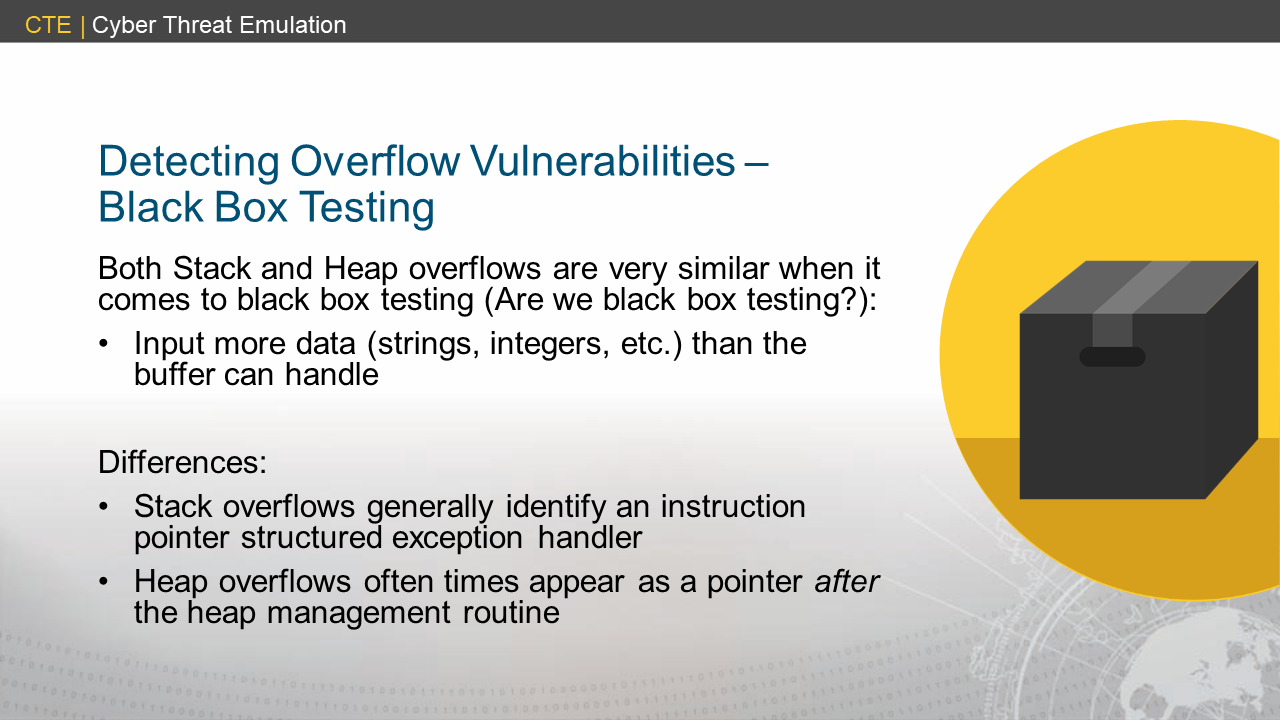 CTE | Cyber Threat Emulation
Detecting Overflow Vulnerabilities –
Black Box Testing
Both Stack and Heap overflows are very similar when it
comes to black box testing (Are we black box testing?):
• Input more data (strings, integers, etc.) than the
buffer can handle
Differences:
• Stack overflows generally identify an instruction
pointer structured exception handler
• Heap overflows often times appear as a pointer after
the heap management routine